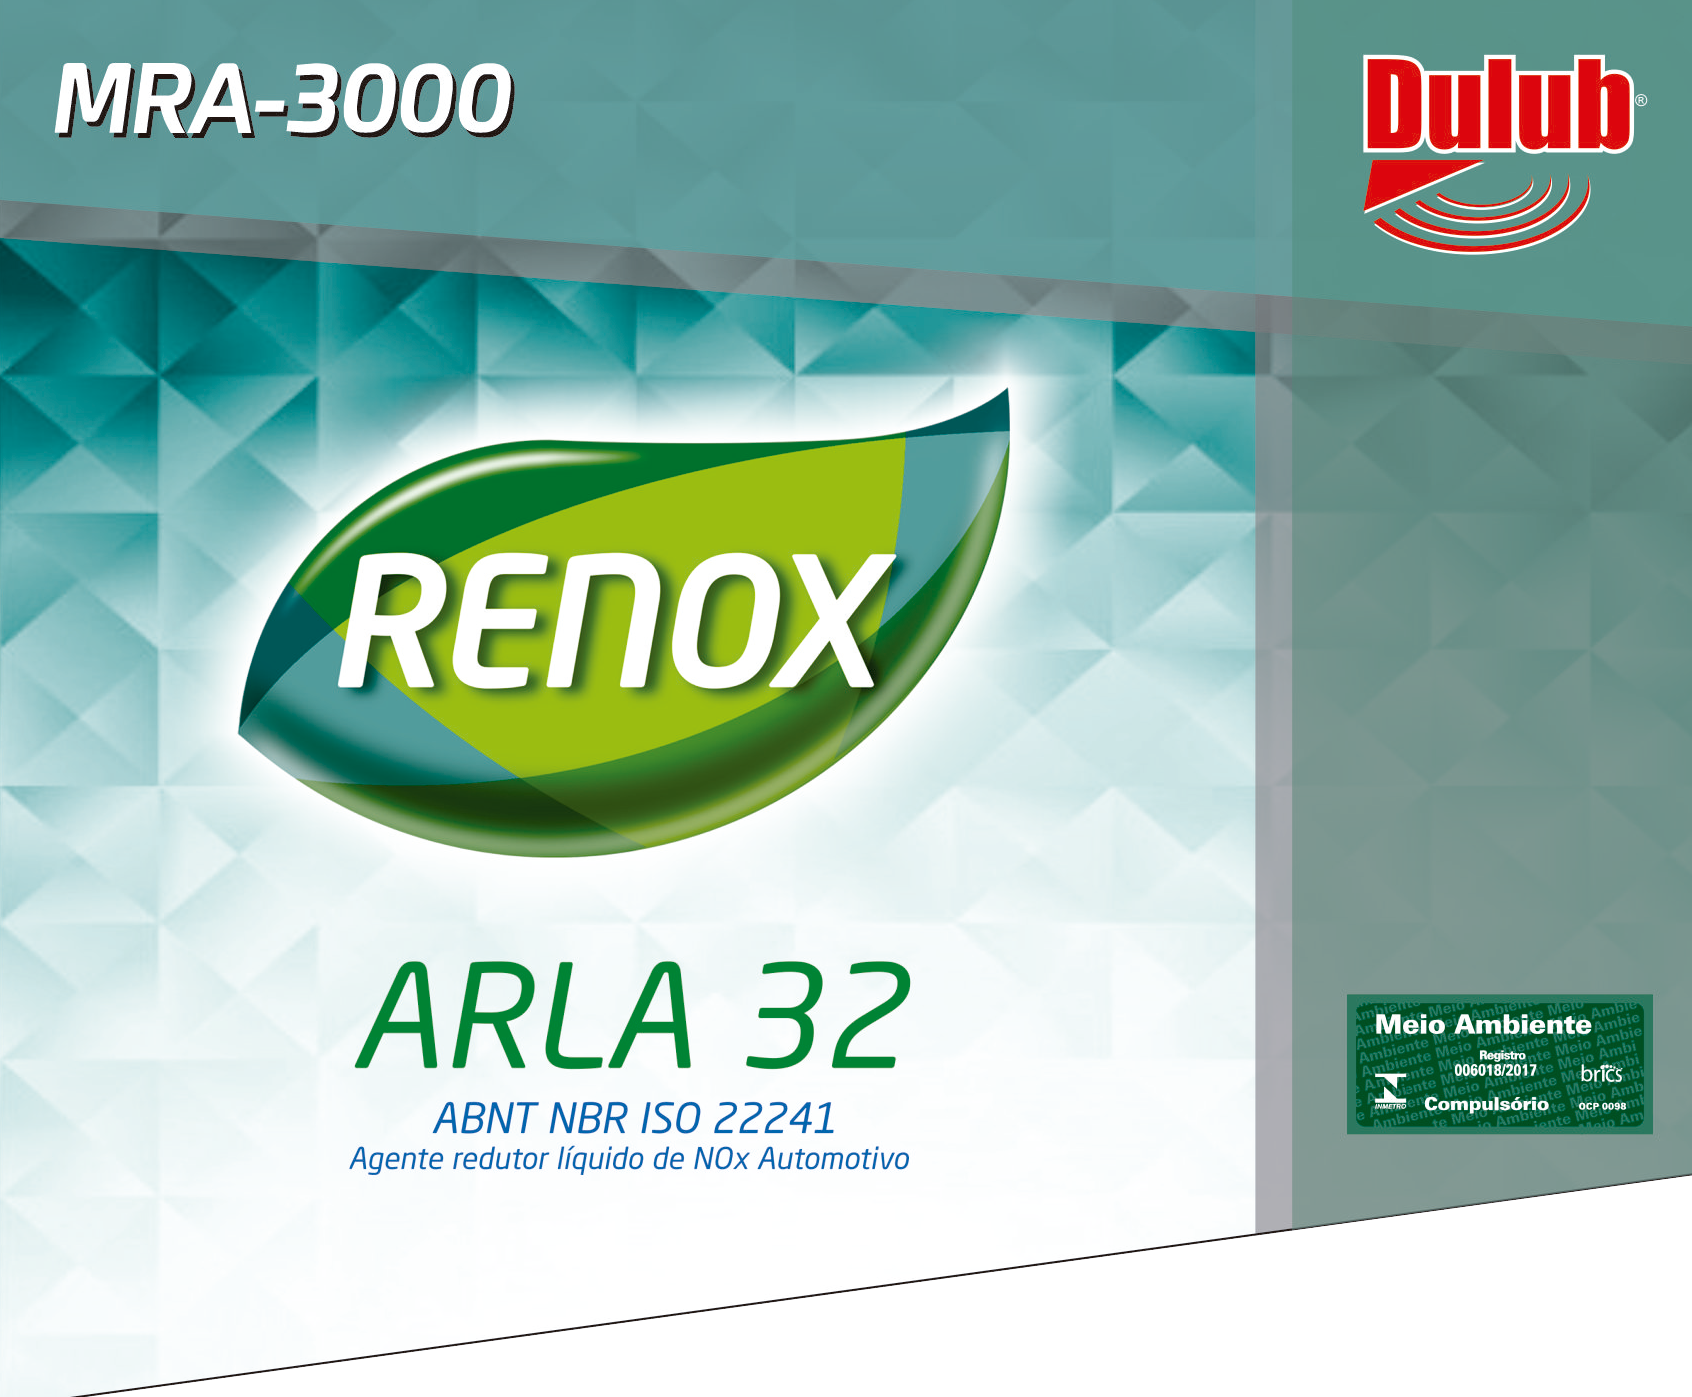 MRA-3000
Dulub®
RENOX
ARLA 32
ABNT NBR ISO 22241
Agente redutor líquido de NOx Automotivo
Meio Ambiente
Registro
006018/2017
INMETRO
brics
Compulsório
OCP 0098